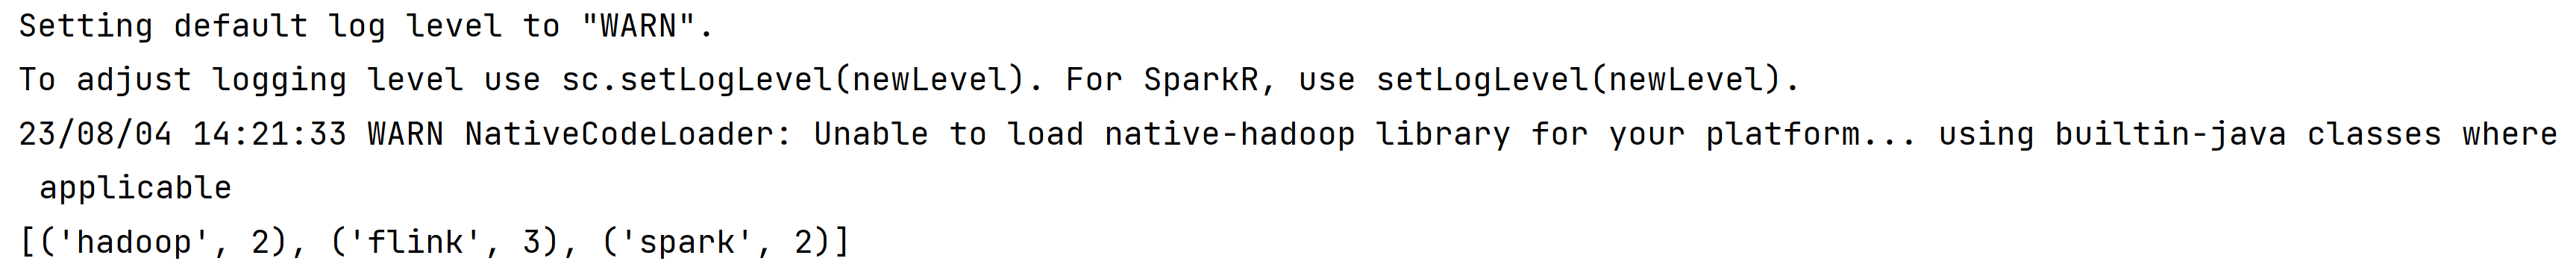 Setting default log level to "WARN".
To adjust logging level use sc.setLogLevel(newLevel). For SparkR, use setLogLevel(newLevel).
23/08/04 14:21:33 WARN NativeCodeLoader: Unable to load native-hadoop library for your platform... using builtin-java classes where
 applicable
[('hadoop', 2), ('flink', 3), ('spark', 2)]